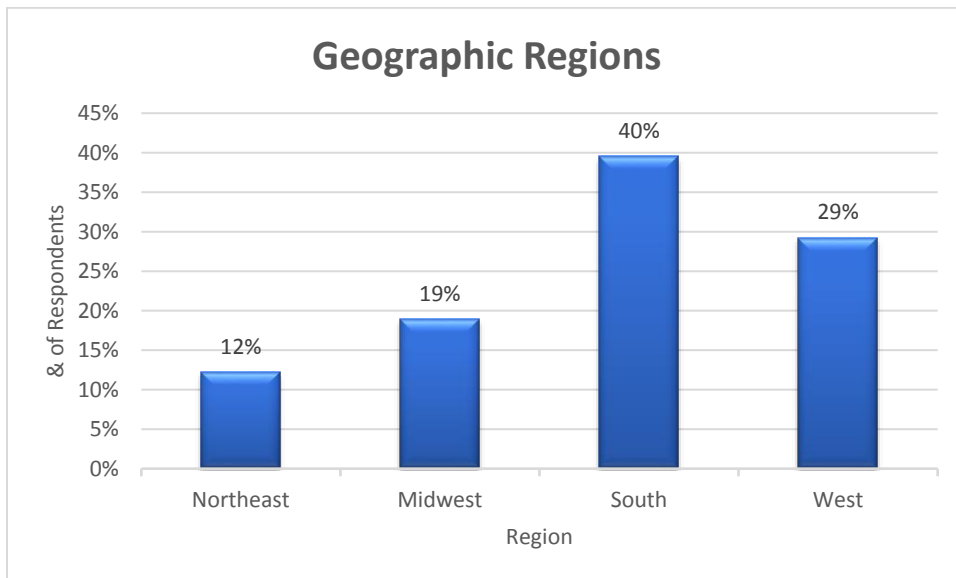 Geographic Regions
45%
40%
35%
30%
25%
20%
15%
10%
5%
0%
& of Respondents
12%
19%
40%
29%
Northeast
Midwest
South
West
Region